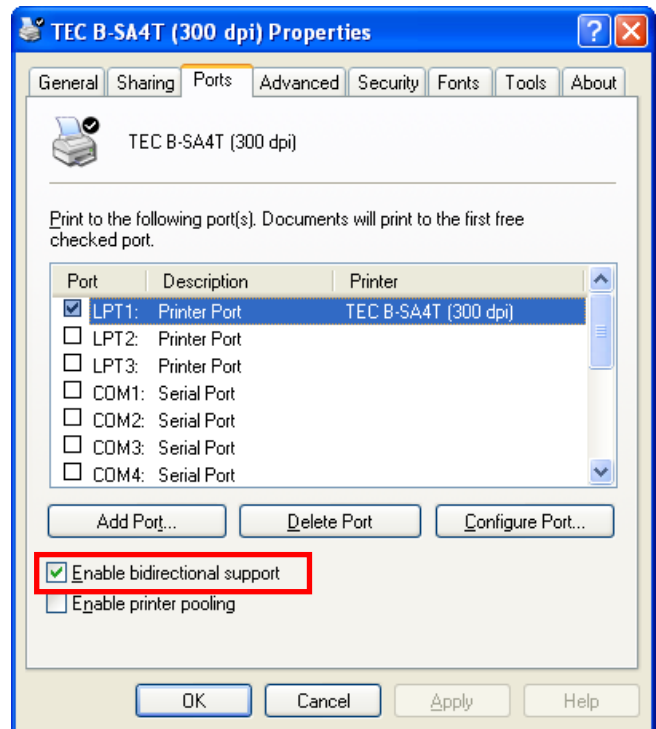 TEC B-SA4T (300 dpi) Properties
General Sharing Ports Advanced Security Fonts Tools About
TEC B-SA4T (300 dpi)
Print to the following port(s). Documents will print to the first free
checked port.
Port Description Printer
LPT1: Printer Port TEC B-SA4T (300 dpi)
LPT2: Printer Port
LPT3: Printer Port
COM1: Serial Port
COM2: Serial Port
COM3: Serial Port
COM4: Serial Port
Add Port... Delete Port Configure Port...
Enable bidirectional support
Enable printer pooling
OK Cancel Apply Help